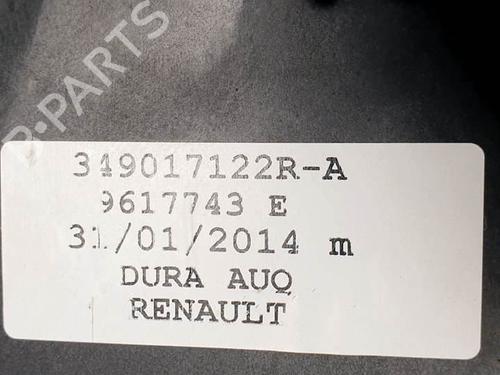 R-PARTS
349017122R-A
9617743 E
31/01/2014 m
DURA AUQ
RENAULT